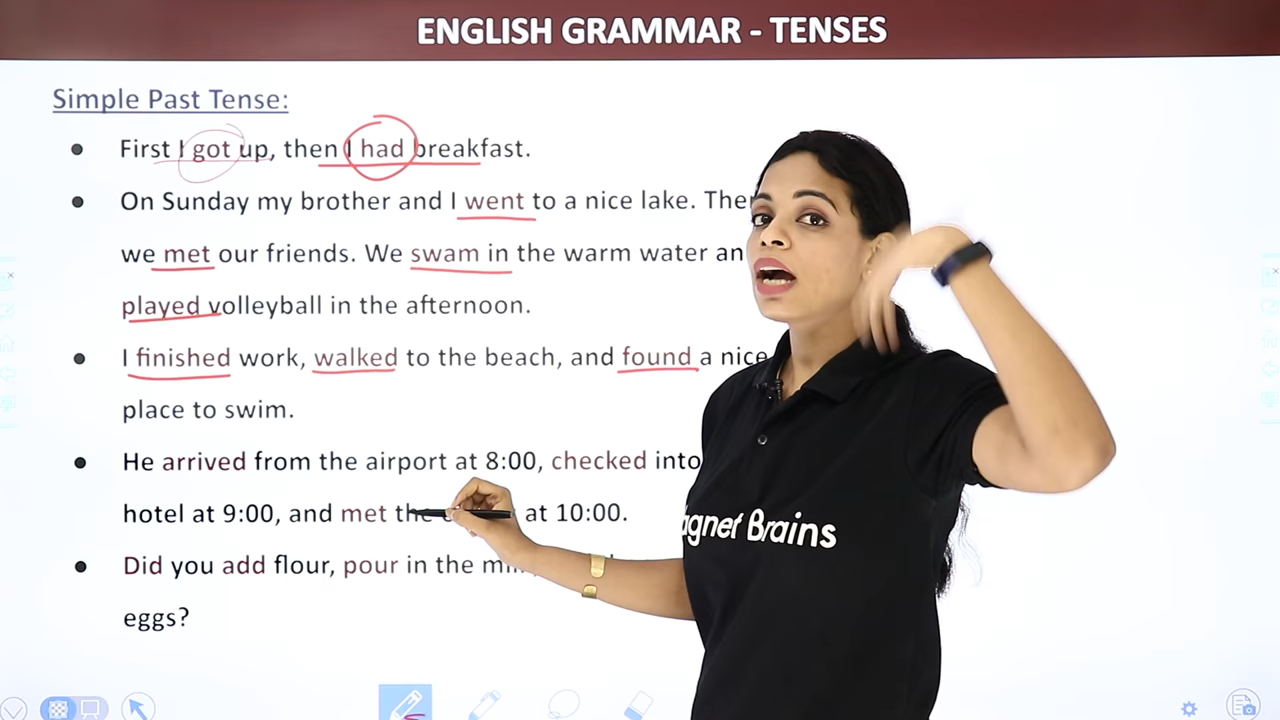 ENGLISH GRAMMAR - TENSES
Simple Past Tense:
● First I got up, then I had breakfast.
● On Sunday my brother and I went to a nice lake.
we met our friends. We swam in the warm water
played volleyball in the afternoon.
● I finished work, walked to the beach, and found a nice
place to swim.
● He arrived from the airport at 8:00, checked into
hotel at 9:00, and met the at 10:00.
● Did you add flour, pour in the
eggs?
Brains